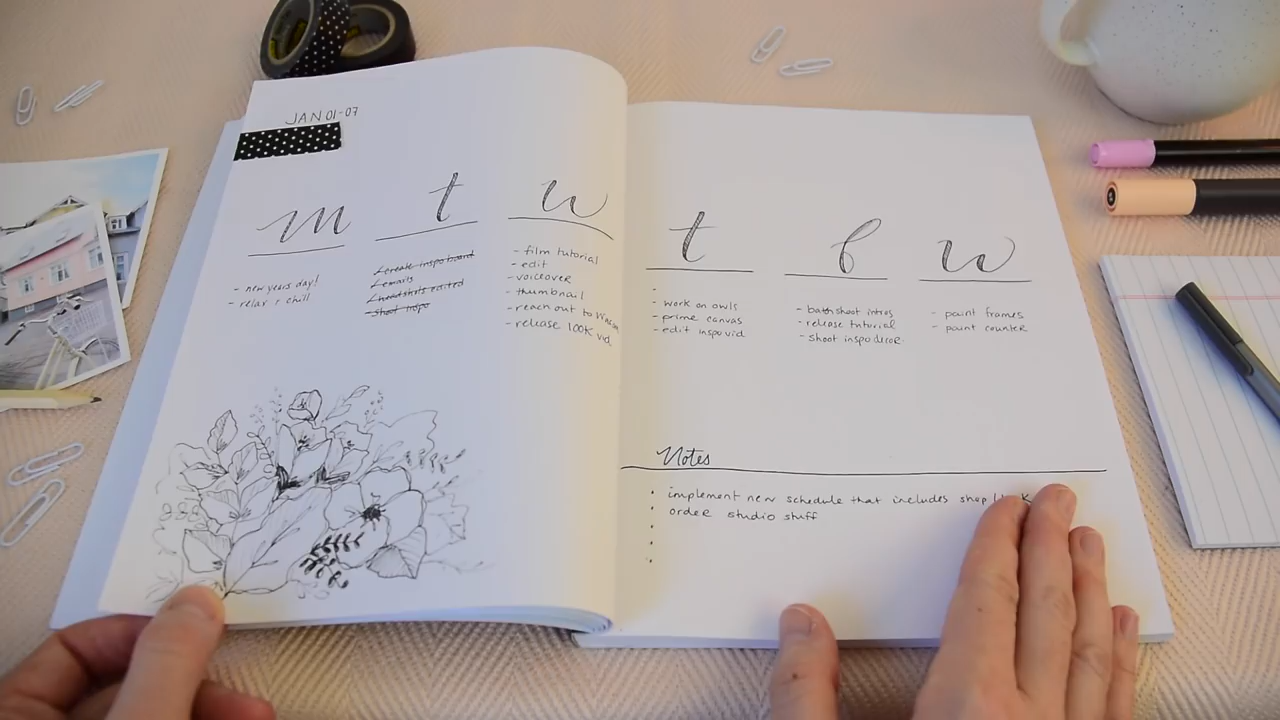 JAN 01-07
m
- new years day!
- relax + chill
t
- create inspo board
- emails
- headshots edited
- shoot inspo
w
- film tutorial
- edit
- voiceover
- thumbnail
- reach out to
- release 100K vid.
t
-
- work on owls
- prime canvas
- edit inspo vid
f
- batch shoot intros
- release tutorial
- shoot inspo decor
w
- paint frames
- paint counter
Notes
• implement new schedule that includes shop
• order studio stuff
•
•
•